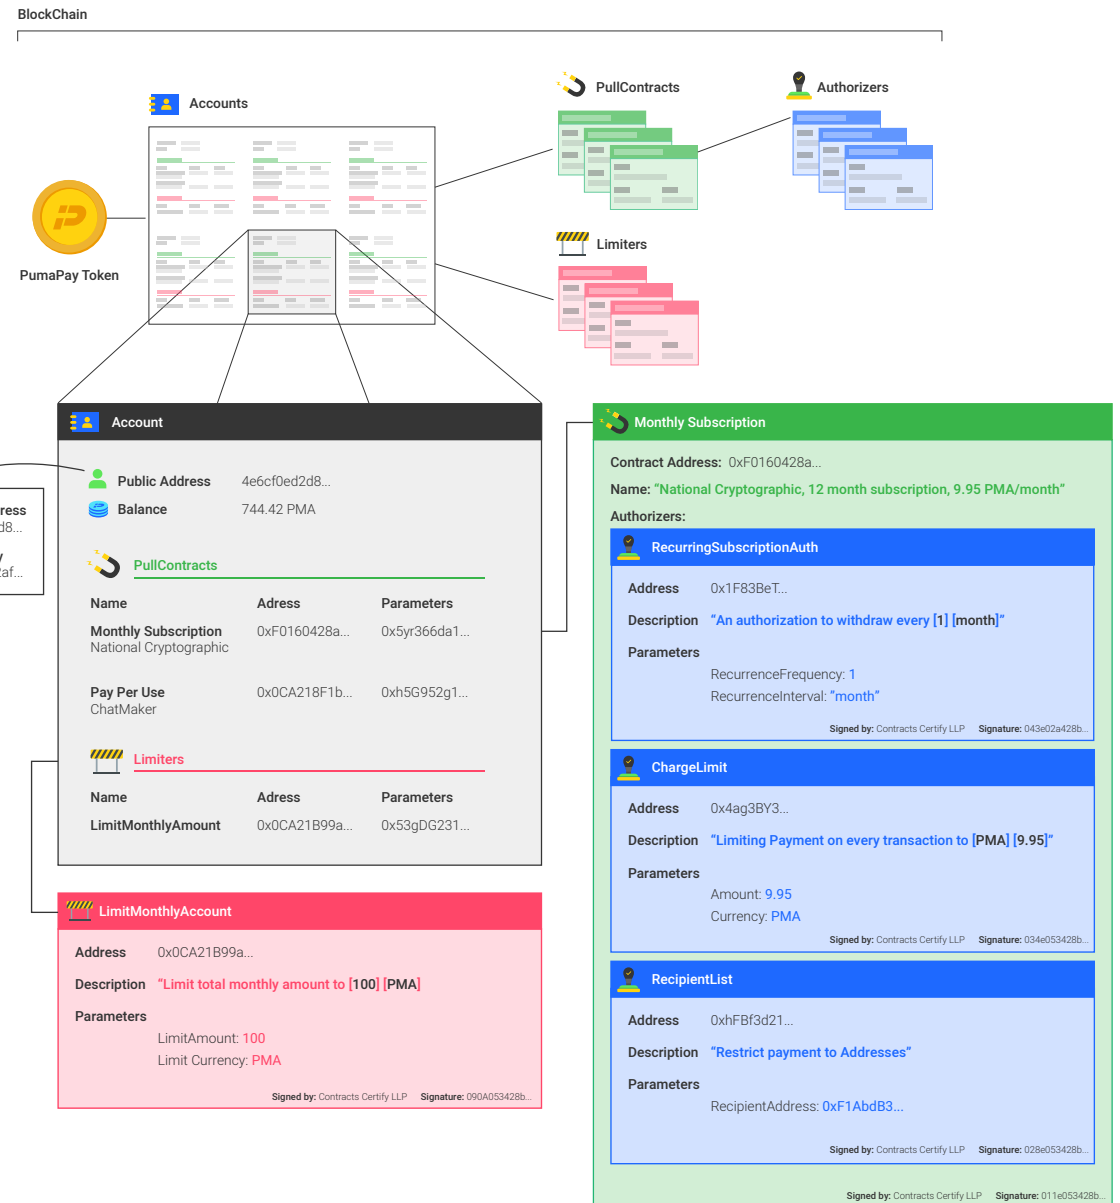 BlockChain
Accounts
PullContracts
Authorizers
PumaPay Token
Limiters
Account
Public Address 4e6cf0ed2d8...
Balance 744.42 PMA
PullContracts
Name Adress Parameters
Monthly Subscription 0xF0160428a... 0x5yr366da1...
National Cryptographic
Pay Per Use 0x0CA218F1b... 0xh5G952g1...
ChatMaker
Limiters
Name Adress Parameters
LimitMonthlyAmount 0x0CA21B99a... 0x53gDG231...
ress
d8...
y
2af...
LimitMonthlyAccount
Address 0x0CA21B99a...
Description “Limit total monthly amount to [100] [PMA]
Parameters
LimitAmount: 100
Limit Currency: PMA
Signed by: Contracts Certify LLP Signature: 090A053428b...
Monthly Subscription
Contract Address: 0xF0160428a...
Name: “National Cryptographic, 12 month subscription, 9.95 PMA/month”
Authorizers:
RecurringSubscriptionAuth
Address 0x1F83BeT...
Description “An authorization to withdraw every [1] [month]”
Parameters
RecurrenceFrequency: 1
RecurrenceInterval: ”month”
Signed by: Contracts Certify LLP Signature: 043e02a428b...
ChargeLimit
Address 0x4ag3BY3...
Description “Limiting Payment on every transaction to [PMA] [9.95]”
Parameters
Amount: 9.95
Currency: PMA
Signed by: Contracts Certify LLP Signature: 034e053428b...
RecipientList
Address 0xhFBf3d21...
Description “Restrict payment to Addresses”
Parameters
RecipientAddress: 0xF1AbdB3...
Signed by: Contracts Certify LLP Signature: 028e053428b...
Signed by: Contracts Certify LLP Signature: 011e053428b...